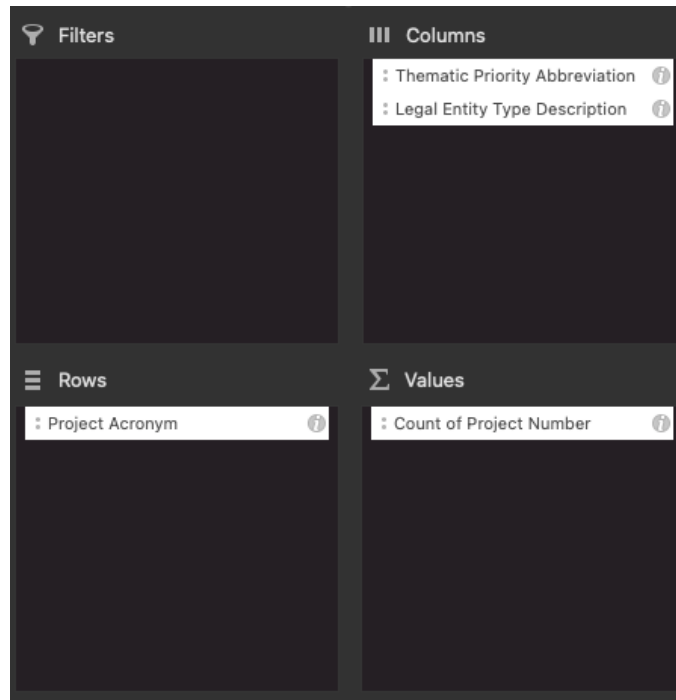 Filters
Columns
Thematic Priority Abbreviation
Legal Entity Type Description
Rows
Σ Values
Project Acronym
Count of Project Number